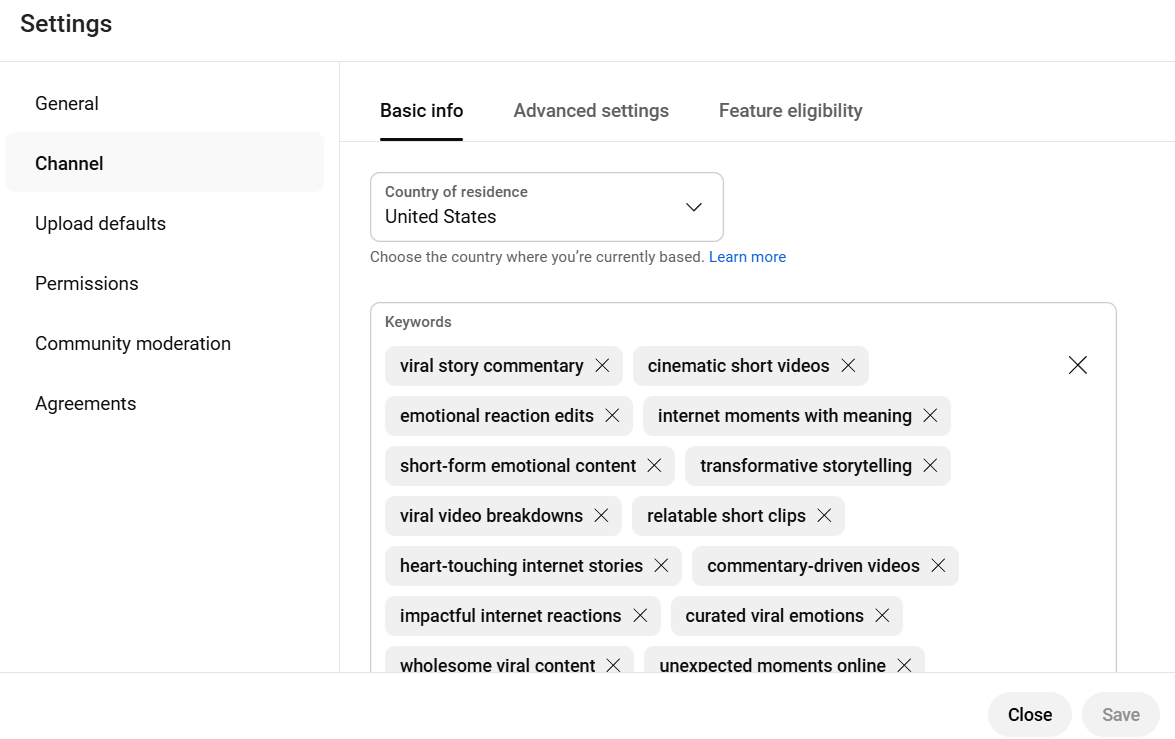 Settings
General
Channel
Upload defaults
Permissions
Community moderation
Agreements
Basic info
Advanced settings
Feature eligibility
Country of residence
United States
Choose the country where you’re currently based. Learn more
Keywords
viral story commentary
cinematic short videos
emotional reaction edits
internet moments with meaning
short-form emotional content
transformative storytelling
viral video breakdowns
relatable short clips
heart-touching internet stories
commentary-driven videos
impactful internet reactions
curated viral emotions
wholesome viral content
unexpected moments online
Close
Save